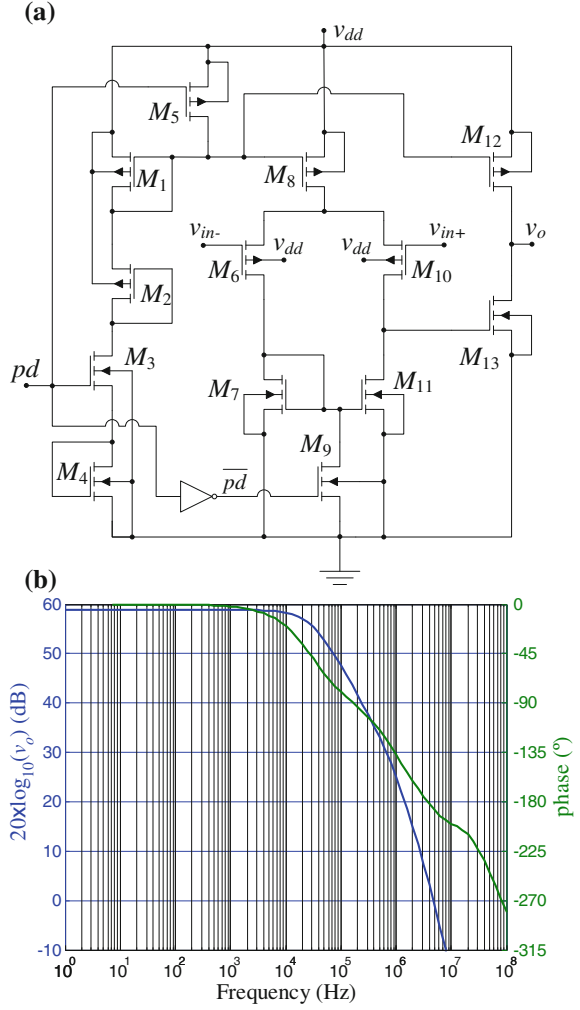 (a)
v_dd
M_5
M_12
M_1
M_8
v_in-
v_dd
v_dd
v_in+
v_o
M_6
M_10
M_2
M_3
M_13
pd
M_7
M_11
M_9
M_4
p̅d̅
(b)
60
50
40
30
20
10
0
-10
20xlog_10(v_o) (dB)
0
-45
-90
-135
-180
-225
-270
-315
phase (º)
10^0 10^1 10^2 10^3 10^4 10^5 10^6 10^7 10^8
Frequency (Hz)